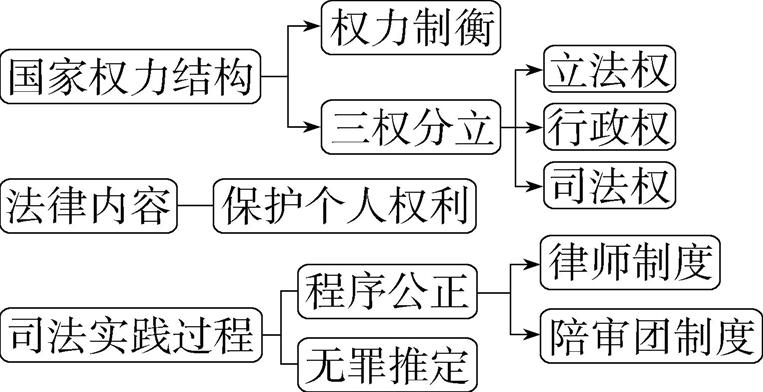 国家权力结构
权力制衡
三权分立
立法权
行政权
司法权
法律内容
保护个人权利
司法实践过程
程序公正
律师制度
陪审团制度
无罪推定